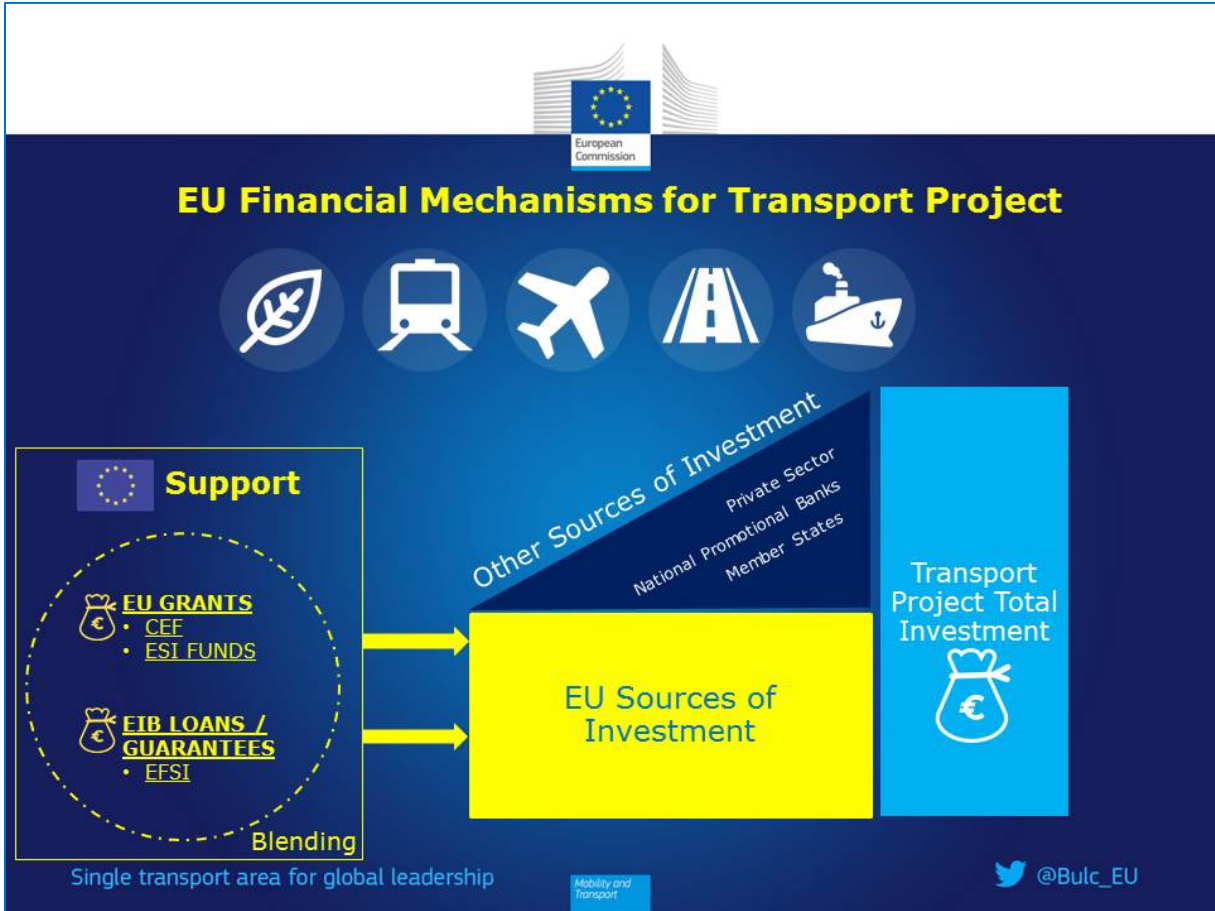 European
Commission
EU Financial Mechanisms for Transport Project
Support
EU GRANTS
• CEF
• ESI FUNDS
EIB LOANS /
GUARANTEES
• EFSI
Blending
Other Sources of Investment
Private Sector
National Promotional Banks
Member States
EU Sources of
Investment
Transport
Project Total
Investment
€
€
€
Single transport area for global leadership
Mobility and
Transport
@Bulc_EU